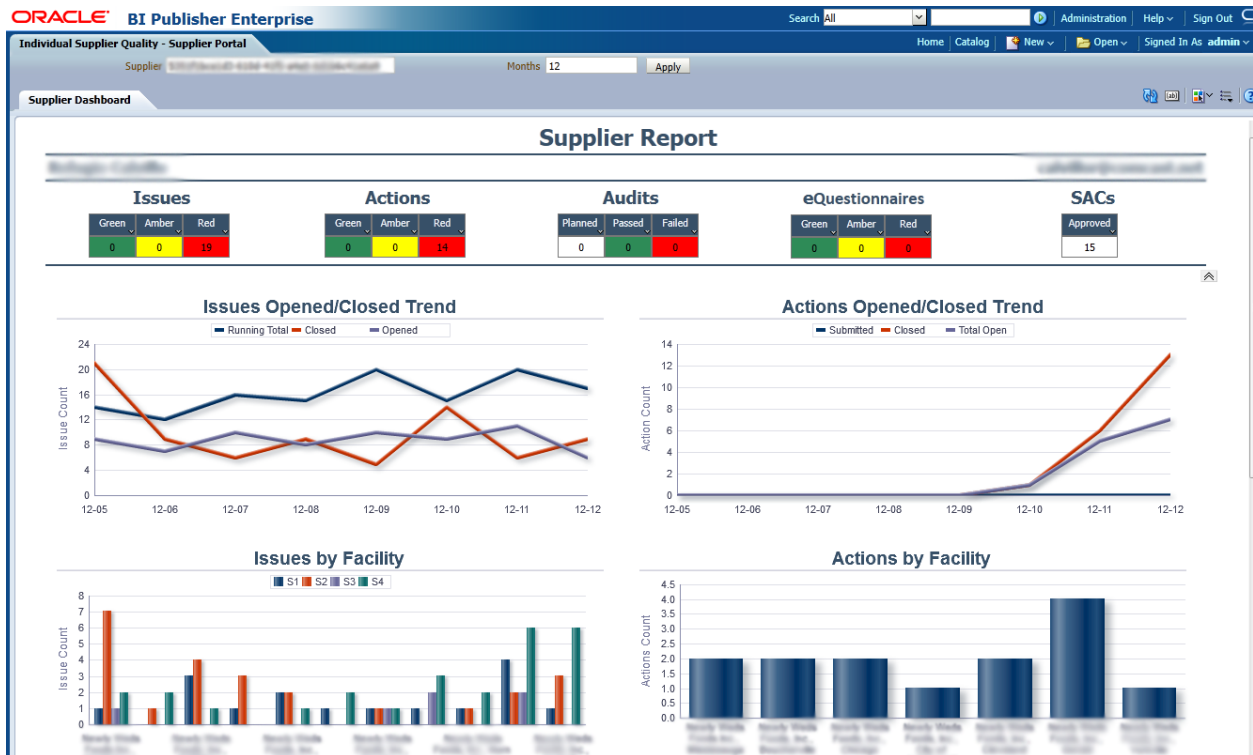 ORACLE BI Publisher Enterprise
Search All Administration Help Sign Out
Individual Supplier Quality - Supplier Portal
Home Catalog New Open Signed In As admin
Supplier Months 12 Apply
Supplier Dashboard
Supplier Report
Issues Actions Audits eQuestionnaires SACs
Green Amber Red Green Amber Red Planned Passed Failed Green Amber Red Approved
0 0 19 0 0 14 0 0 0 0 0 0 15
Issues Opened/Closed Trend
Running Total Closed Opened
Issue Count
24
20
16
12
8
4
0
12-05 12-06 12-07 12-08 12-09 12-10 12-11 12-12
Actions Opened/Closed Trend
Submitted Closed Total Open
Action Count
14
12
10
8
6
4
2
0
12-05 12-06 12-07 12-08 12-09 12-10 12-11 12-12
Issues by Facility
S1 S2 S3 S4
Issue Count
8
7
6
5
4
3
2
1
0
Actions by Facility
Actions Count
4.5
4.0
3.5
3.0
2.5
2.0
1.5
1.0
0.5
0.0